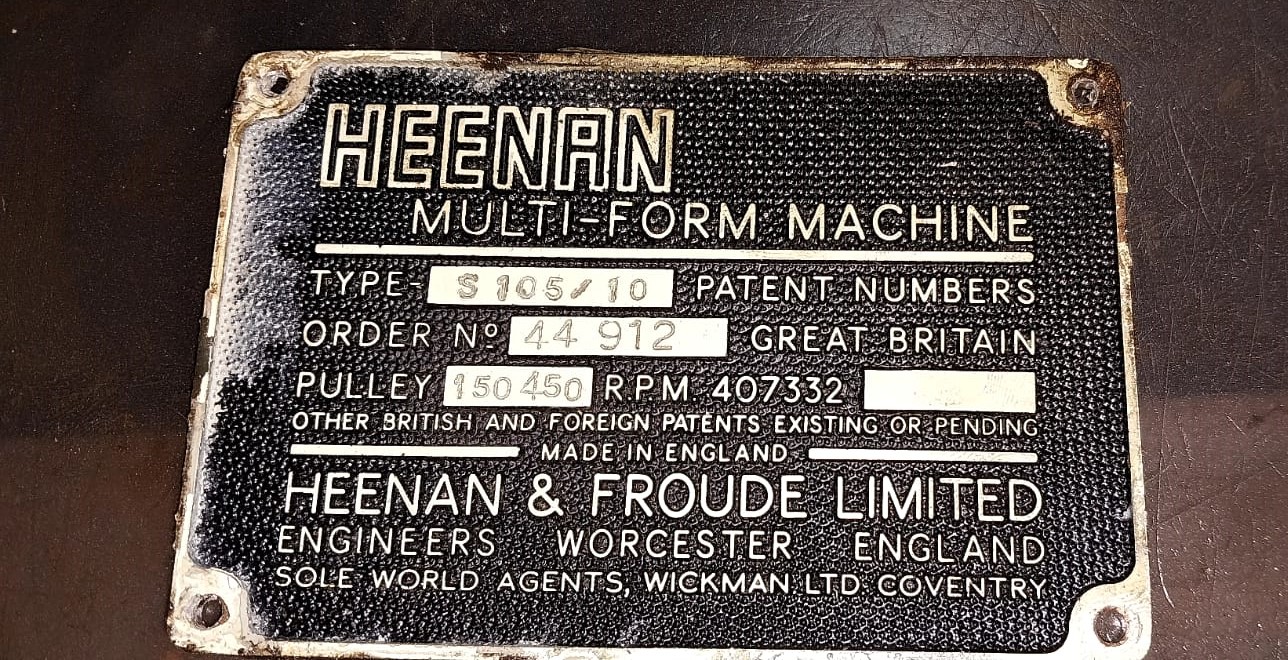 HEENAN
MULTI-FORM MACHINE
TYPE- S 105/10 PATENT NUMBERS
ORDER Nº 44 912 GREAT BRITAIN
PULLEY 150 450 R.P.M. 407332
OTHER BRITISH AND FOREIGN PATENTS EXISTING OR PENDING
MADE IN ENGLAND
HEENAN & FROUDE LIMITED
ENGINEERS WORCESTER ENGLAND
SOLE WORLD AGENTS, WICKMAN LTD COVENTRY